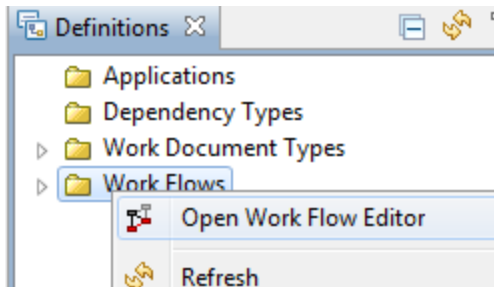 Definitions
Applications
Dependency Types
Work Document Types
Work Flows
Open Work Flow Editor
Refresh